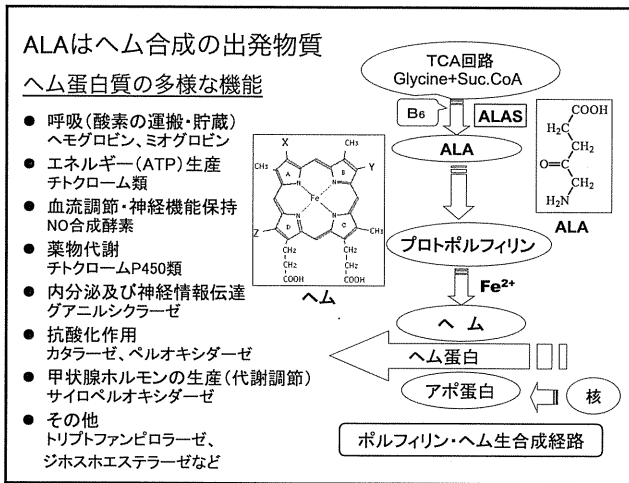 ALAはヘム合成の出発物質
ヘム蛋白質の多様な機能
● 呼吸(酸素の運搬・貯蔵)
ヘモグロビン、ミオグロビン
● エネルギー(ATP)生産
チトクローム類
● 血流調節・神経機能保持
NO合成酵素
● 薬物代謝
チトクロームP450類
● 内分泌及び神経情報伝達
グアニルシクラーゼ
● 抗酸化作用
カタラーゼ、ペルオキシダーゼ
● 甲状腺ホルモンの生産(代謝調節)
サイロペルオキシダーゼ
● その他
トリプトファンピロラーゼ、
ジホスホエステラーゼなど
X
CH₃
A
B
Y
N
N
Fe
N
N
Z
D
C
CH₃
CH₃
CH₂
CH₂
CH₂
CH₂
COOH
COOH
ヘム
TCA回路
Glycine+Suc.CoA
B₆
ALAS
ALA
プロトポルフィリン
Fe²⁺
ヘ ム
ヘム蛋白
アポ蛋白
核
COOH
H₂C
CH₂
O
CH₂
H₂N
ALA
ポルフィリン・ヘム生合成経路